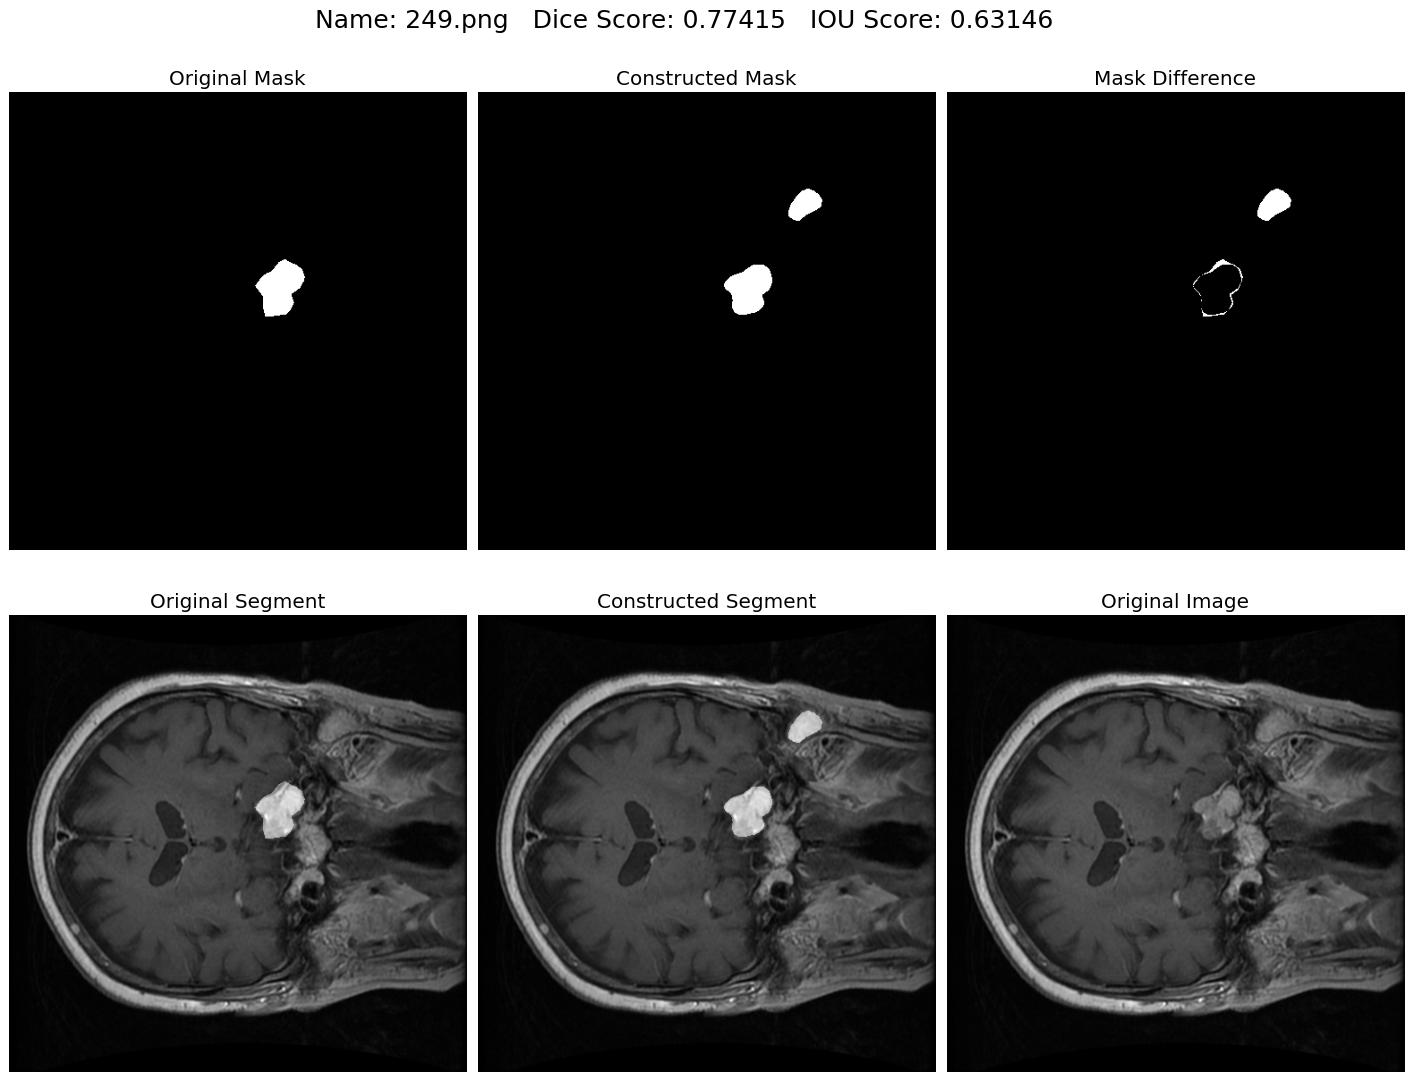 Name: 249.png   Dice Score: 0.77415   IOU Score: 0.63146
Original Mask
Constructed Mask
Mask Difference
Original Segment
Constructed Segment
Original Image